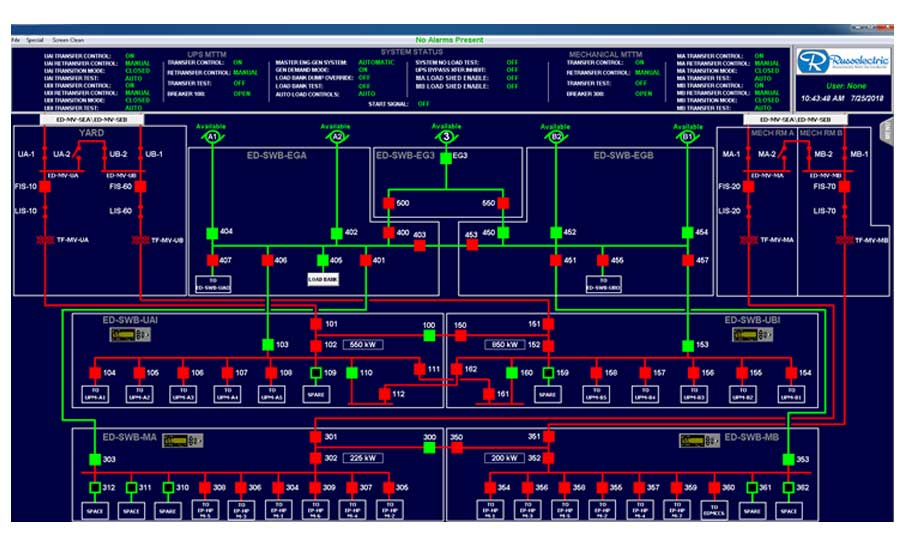 File Special Screen Clean
No Alarms Present
SYSTEM STATUS
UAI TRANSFER CONTROL: ON
UAI RETRANSFER CONTROL: MANUAL
UAI TRANSITION MODE: CLOSED
UAI TRANSFER TEST: AUTO
UBI TRANSFER CONTROL: ON
UBI RETRANSFER CONTROL: MANUAL
UBI TRANSITION MODE: CLOSED
UBI TRANSFER TEST: AUTO
UPS MTTM
TRANSFER CONTROL: ON
RETRANSFER CONTROL: MANUAL
TRANSFER TEST: OFF
BREAKER 100: OPEN
MASTER ENG-GEN SYSTEM: AUTOMATIC
GEN DEMAND MODE: ON
LOAD BANK DUMP OVERRIDE: OFF
LOAD BANK TEST: OFF
AUTO LOAD CONTROLS: AUTO
SYSTEM NO LOAD TEST: OFF
UPS BYPASS XFER INHIBIT: OFF
MA LOAD SHED ENABLE: OFF
MB LOAD SHED ENABLE: OFF
START SIGNAL: OFF
MECHANICAL MTTM
TRANSFER CONTROL: ON
RETRANSFER CONTROL: MANUAL
TRANSFER TEST: OFF
BREAKER 300: OPEN
MA TRANSFER CONTROL: ON
MA RETRANSFER CONTROL: MANUAL
MA TRANSITION MODE: CLOSED
MA TRANSFER TEST: AUTO
MB TRANSFER CONTROL: ON
MB RETRANSFER CONTROL: MANUAL
MB TRANSITION MODE: CLOSED
MB TRANSFER TEST: AUTO
Russelectric
User: None
10:43:48 AM 7/25/2018
MENU
ED-MV-SEA\ED-MV-SEB
ED-MV-SEA\ED-MV-SEB
YARD
UA-1 UA-2 UB-2 UB-1
ED-MV-UA ED-MV-UB
FIS-10 FIS-60
LIS-10 LIS-60
TF-MV-UA TF-MV-UB
Available Available Available Available Available
A1 A2 3 B2 B1
ED-SWB-EGA ED-SWB-EG3 EG3 ED-SWB-EGB
500 550
404 402 400 403 453 450 452 454
407 406 405 401 451 455 457
TO ED-SWB-UAO
LOAD BANK
TO ED-SWB-UBO
MECH RM A MECH RM B
MA-1 MA-2 MB-2 MB-1
ED-MV-MA ED-MV-MB
FIS-20 FIS-70
LIS-20 LIS-70
TF-MV-MA TF-MV-MB
ED-SWB-UAI ED-SWB-UBI
101 100 150 151
103 102 550 kW 850 kW 152 153
104 105 106 107 108 109 110 111 162 160 159 158 157 156 155 154
112 161
TO UPM-A1
TO UPM-A2
TO UPM-A3
TO UPM-A4
TO UPM-A5
SPARE
SPARE
TO UPM-B5
TO UPM-B4
TO UPM-B3
TO UPM-B2
TO UPM-B1
ED-SWB-MA ED-SWB-MB
301 300 350 351
303 302 225 kW 200 kW 352 353
312 311 310 308 306 304 309 307 305 354 356 358 355 357 359 360 361 362
SPACE
SPARE
SPARE
TO EP-HP M-5
TO EP-HP M-3
TO EP-HP M-1
TO EP-HP M-6
TO EP-HP M-4
TO EP-HP M-2
TO EP-HP M-1
TO EP-HP M-3
TO EP-HP M-5
TO EP-HP M-2
TO EP-HP M-4
TO EP-HP M-7
TO EDMCC5
SPARE
SPACE